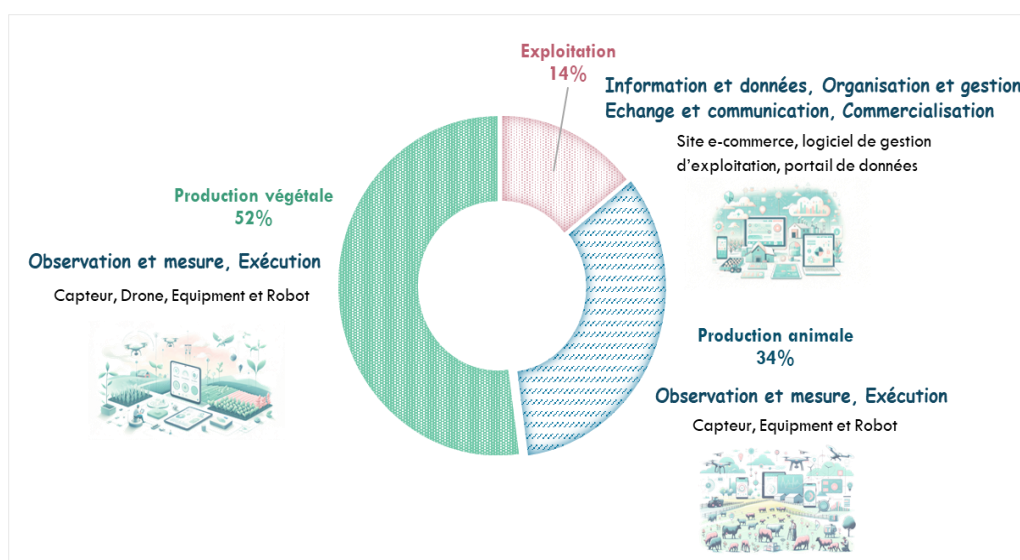 Exploitation
14%
Information et données, Organisation et gestion
Echange et communication, Commercialisation
Site e-commerce, logiciel de gestion
d'exploitation, portail de données
Production végétale
52%
Observation et mesure, Exécution
Capteur, Drone, Equipment et Robot
Production animale
34%
Observation et mesure, Exécution
Capteur, Equipment et Robot